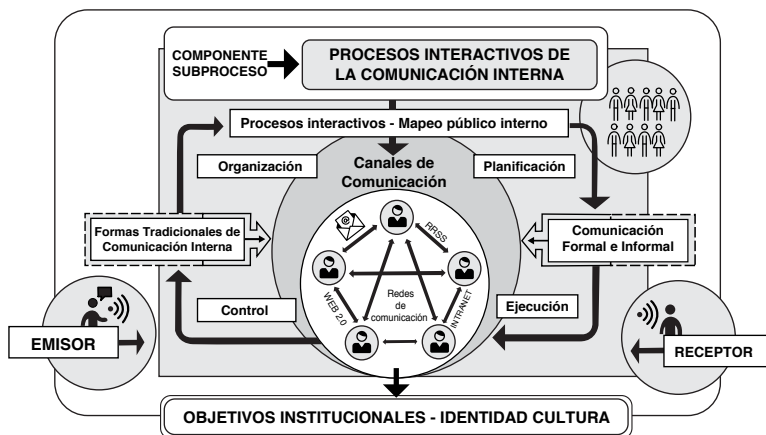 COMPONENTE
SUBPROCESO
PROCESOS INTERACTIVOS DE
LA COMUNICACIÓN INTERNA
Procesos interactivos - Mapeo público interno
Organización
Canales de
Comunicación
Planificación
Formas Tradicionales de
Comunicación Interna
@
RRSS
Comunicación
Formal e Informal
WEB 2.0
Redes
de
comunicación
INTRANET
Control
Ejecución
EMISOR
RECEPTOR
OBJETIVOS INSTITUCIONALES - IDENTIDAD CULTURA